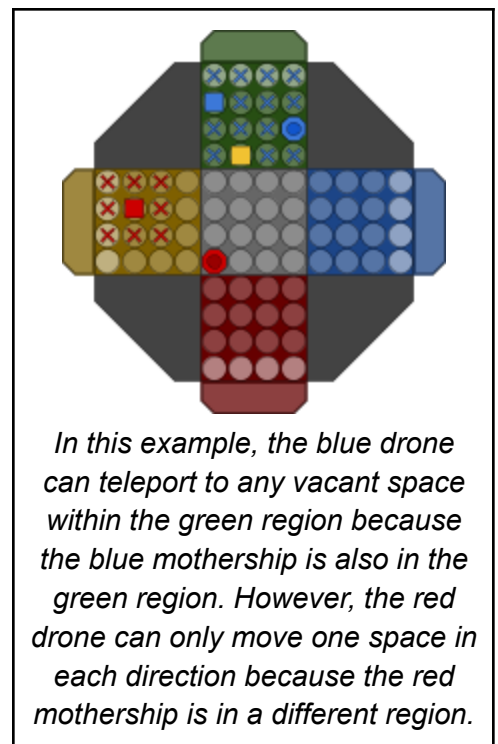 In this example, the blue drone
can teleport to any vacant space
within the green region because
the blue mothership is also in the
green region. However, the red
drone can only move one space in
each direction because the red
mothership is in a different region.